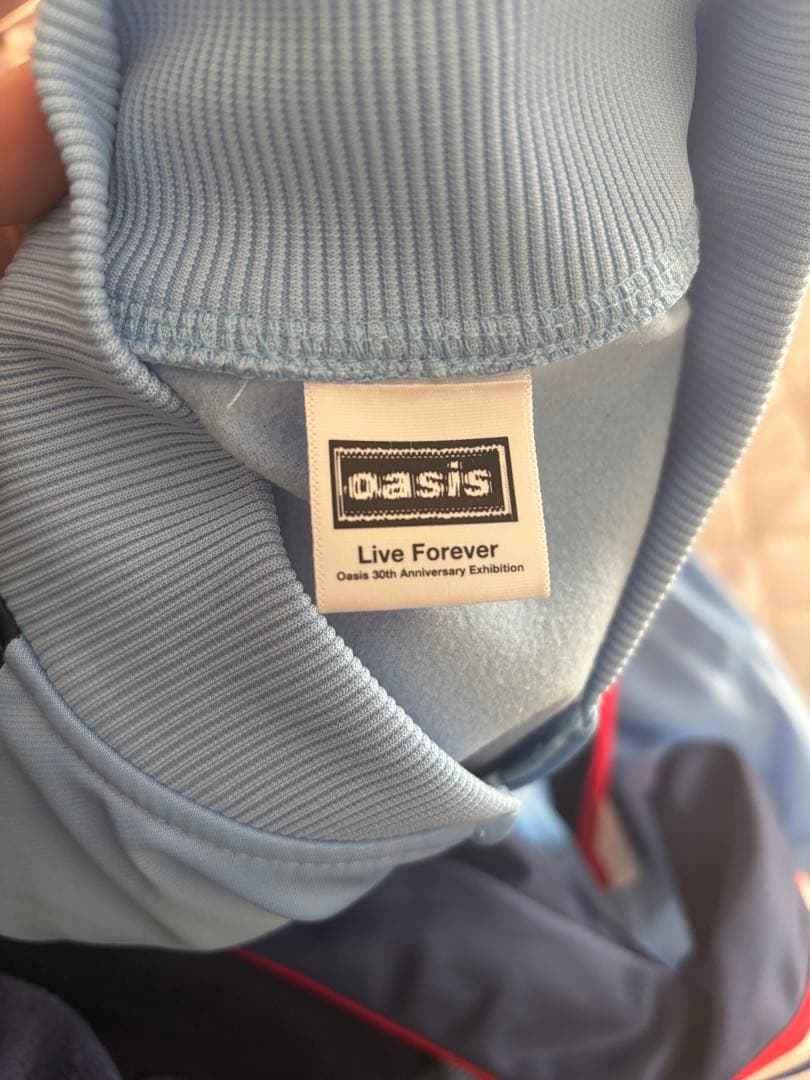 oasis
Live Forever
Oasis 30th Anniversary Exhibition